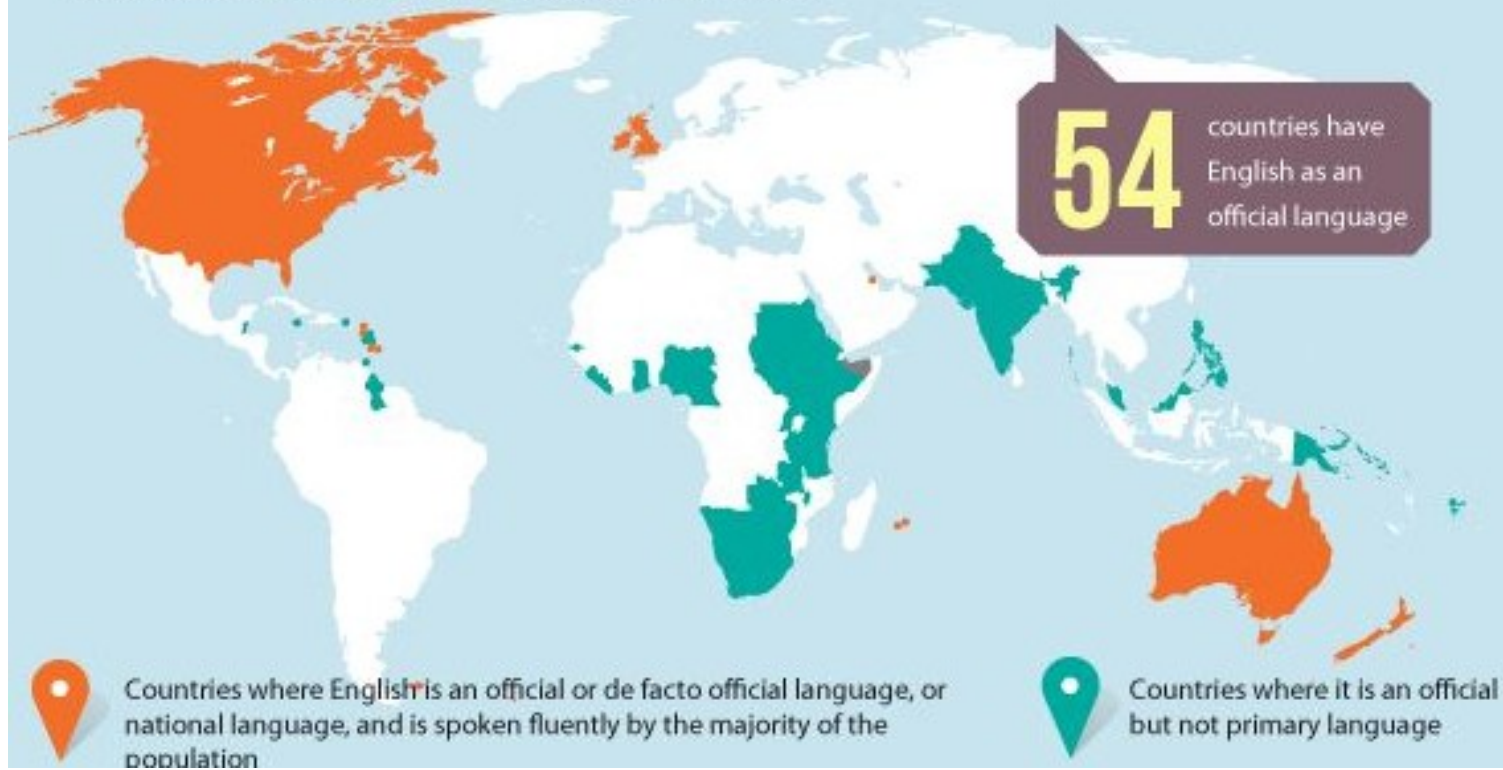 54
countries have
English as an
official language
Countries where English is an official or de facto official language, or
national language, and is spoken fluently by the majority of the
population
Countries where it is an official
but not primary language